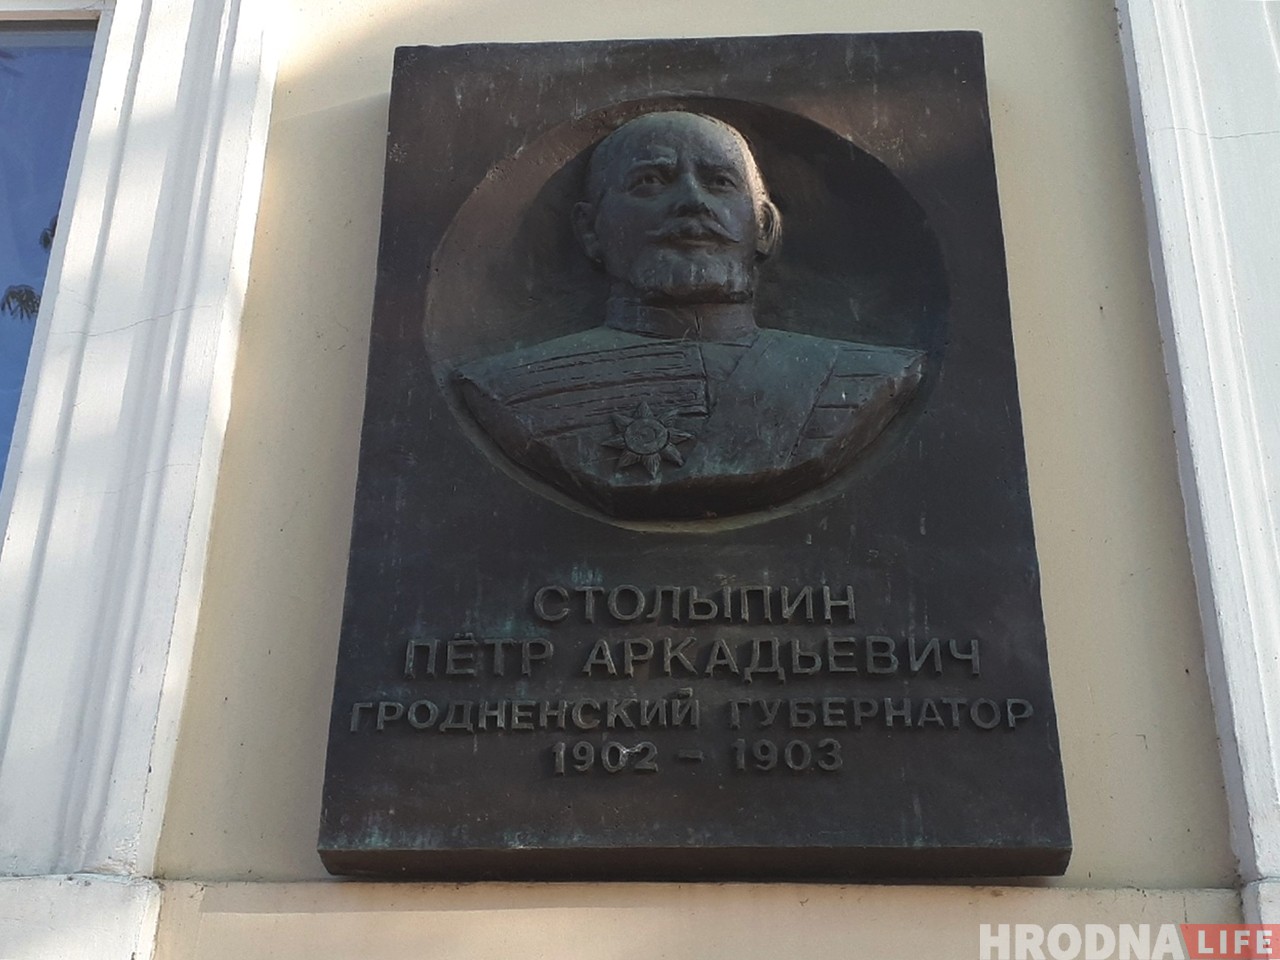 СТОЛЫПИН
ПЁТР АРКАДЬЕВИЧ
ГРОДНЕНСКИЙ ГУБЕРНАТОР
1902 - 1903
HRODNA LIFE